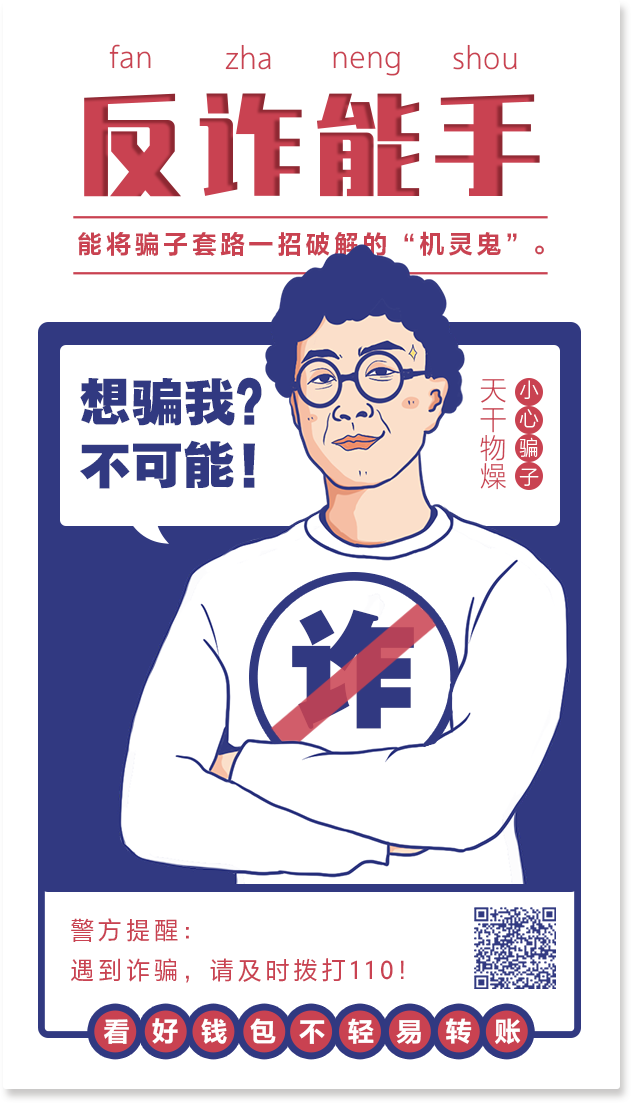 fan zha neng shou
反诈能手
能将骗子套路一招破解的“机灵鬼”。
想骗我？
不可能！
天干物燥
小心骗子
诈
警方提醒：
遇到诈骗，请及时拨打110！
看好钱包不轻易转账